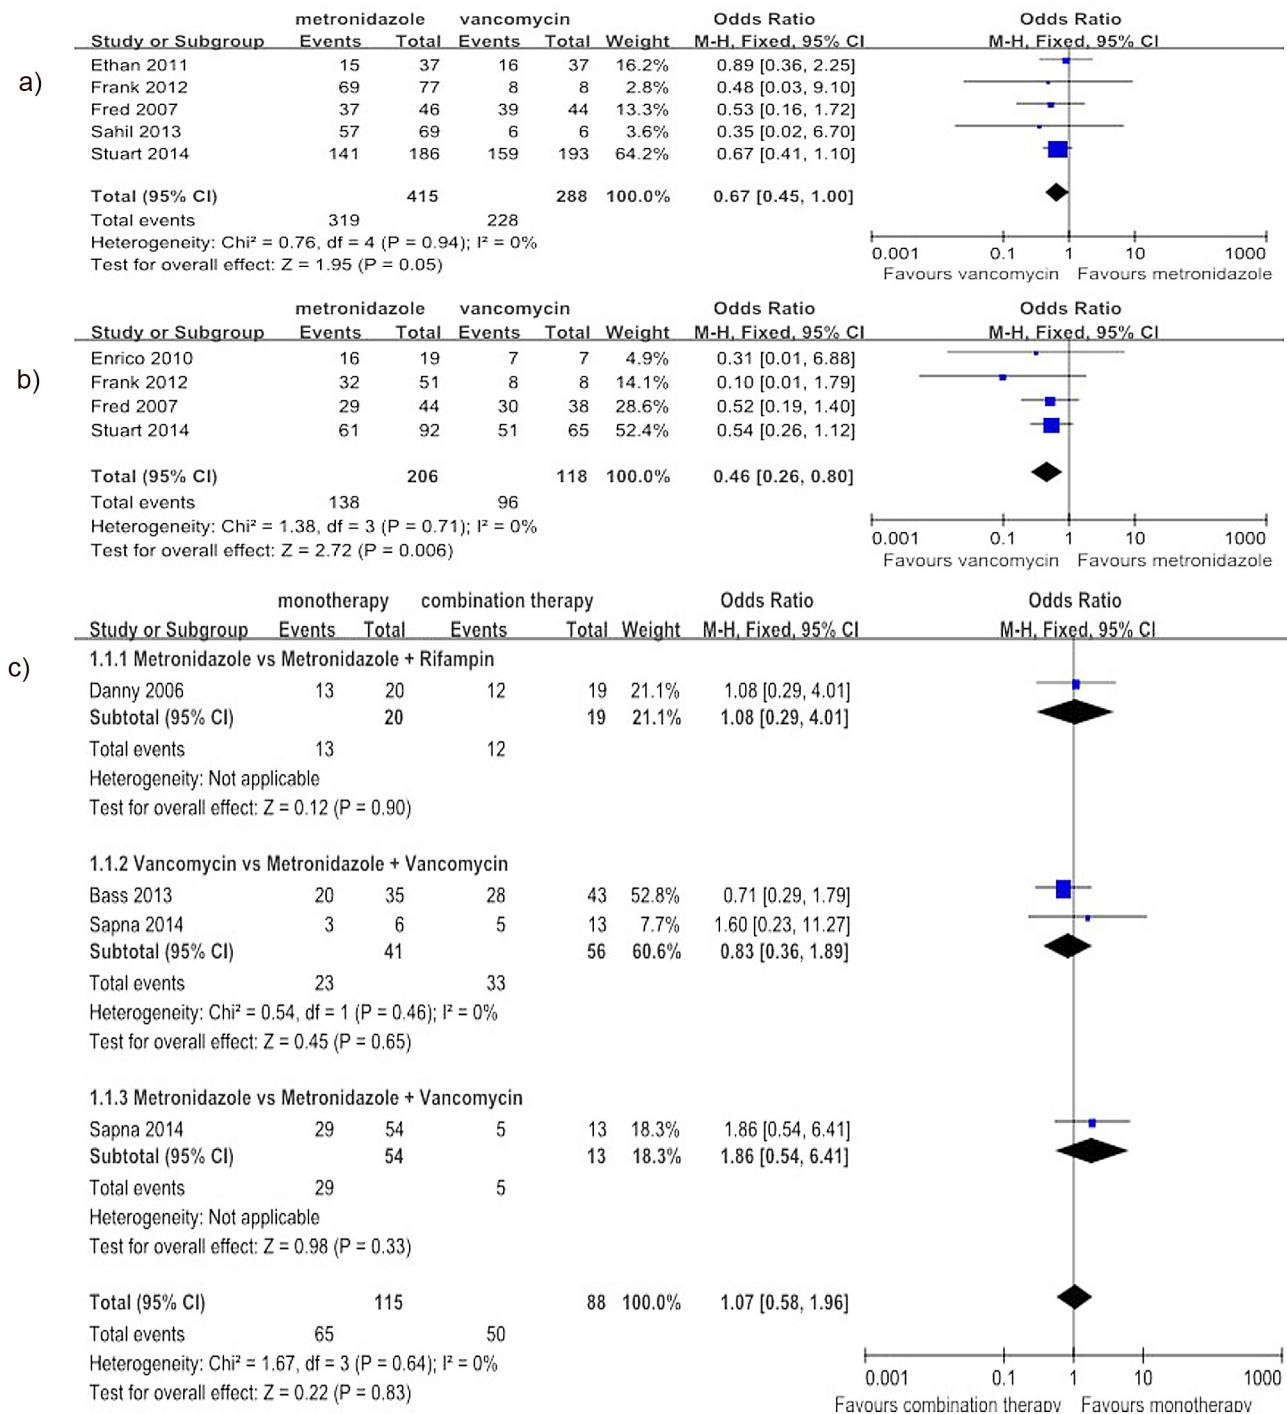 a)
metronidazole vancomycin Odds Ratio Odds Ratio
Study or Subgroup Events Total Events Total Weight M-H, Fixed, 95% CI M-H, Fixed, 95% CI
Ethan 2011 15 37 16 37 16.2% 0.89 [0.36, 2.25]
Frank 2012 69 77 8 8 2.8% 0.48 [0.03, 9.10]
Fred 2007 37 46 39 44 13.3% 0.53 [0.16, 1.72]
Sahil 2013 57 69 6 6 3.6% 0.35 [0.02, 6.70]
Stuart 2014 141 186 159 193 64.2% 0.67 [0.41, 1.10]
Total (95% CI) 415 288 100.0% 0.67 [0.45, 1.00]
Total events 319 228
Heterogeneity: Chi² = 0.76, df = 4 (P = 0.94); I² = 0%
Test for overall effect: Z = 1.95 (P = 0.05)
0.001 0.1 1 10 1000
Favours vancomycin Favours metronidazole
b)
metronidazole vancomycin Odds Ratio Odds Ratio
Study or Subgroup Events Total Events Total Weight M-H, Fixed, 95% CI M-H, Fixed, 95% CI
Enrico 2010 16 19 7 7 4.9% 0.31 [0.01, 6.88]
Frank 2012 32 51 8 8 14.1% 0.10 [0.01, 1.79]
Fred 2007 29 44 30 38 28.6% 0.52 [0.19, 1.40]
Stuart 2014 61 92 51 65 52.4% 0.54 [0.26, 1.12]
Total (95% CI) 206 118 100.0% 0.46 [0.26, 0.80]
Total events 138 96
Heterogeneity: Chi² = 1.38, df = 3 (P = 0.71); I² = 0%
Test for overall effect: Z = 2.72 (P = 0.006)
0.001 0.1 1 10 1000
Favours vancomycin Favours metronidazole
c)
monotherapy combination therapy Odds Ratio Odds Ratio
Study or Subgroup Events Total Events Total Weight M-H, Fixed, 95% CI M-H, Fixed, 95% CI
1.1.1 Metronidazole vs Metronidazole + Rifampin
Danny 2006 13 20 12 19 21.1% 1.08 [0.29, 4.01]
Subtotal (95% CI) 20 19 21.1% 1.08 [0.29, 4.01]
Total events 13 12
Heterogeneity: Not applicable
Test for overall effect: Z = 0.12 (P = 0.90)
1.1.2 Vancomycin vs Metronidazole + Vancomycin
Bass 2013 20 35 28 43 52.8% 0.71 [0.29, 1.79]
Sapna 2014 3 6 5 13 7.7% 1.60 [0.23, 11.27]
Subtotal (95% CI) 41 56 60.6% 0.83 [0.36, 1.89]
Total events 23 33
Heterogeneity: Chi² = 0.54, df = 1 (P = 0.46); I² = 0%
Test for overall effect: Z = 0.45 (P = 0.65)
1.1.3 Metronidazole vs Metronidazole + Vancomycin
Sapna 2014 29 54 5 13 18.3% 1.86 [0.54, 6.41]
Subtotal (95% CI) 54 13 18.3% 1.86 [0.54, 6.41]
Total events 29 5
Heterogeneity: Not applicable
Test for overall effect: Z = 0.98 (P = 0.33)
Total (95% CI) 115 88 100.0% 1.07 [0.58, 1.96]
Total events 65 50
Heterogeneity: Chi² = 1.67, df = 3 (P = 0.64); I² = 0%
Test for overall effect: Z = 0.22 (P = 0.83)
0.001 0.1 1 10 1000
Favours combination therapy Favours monotherapy